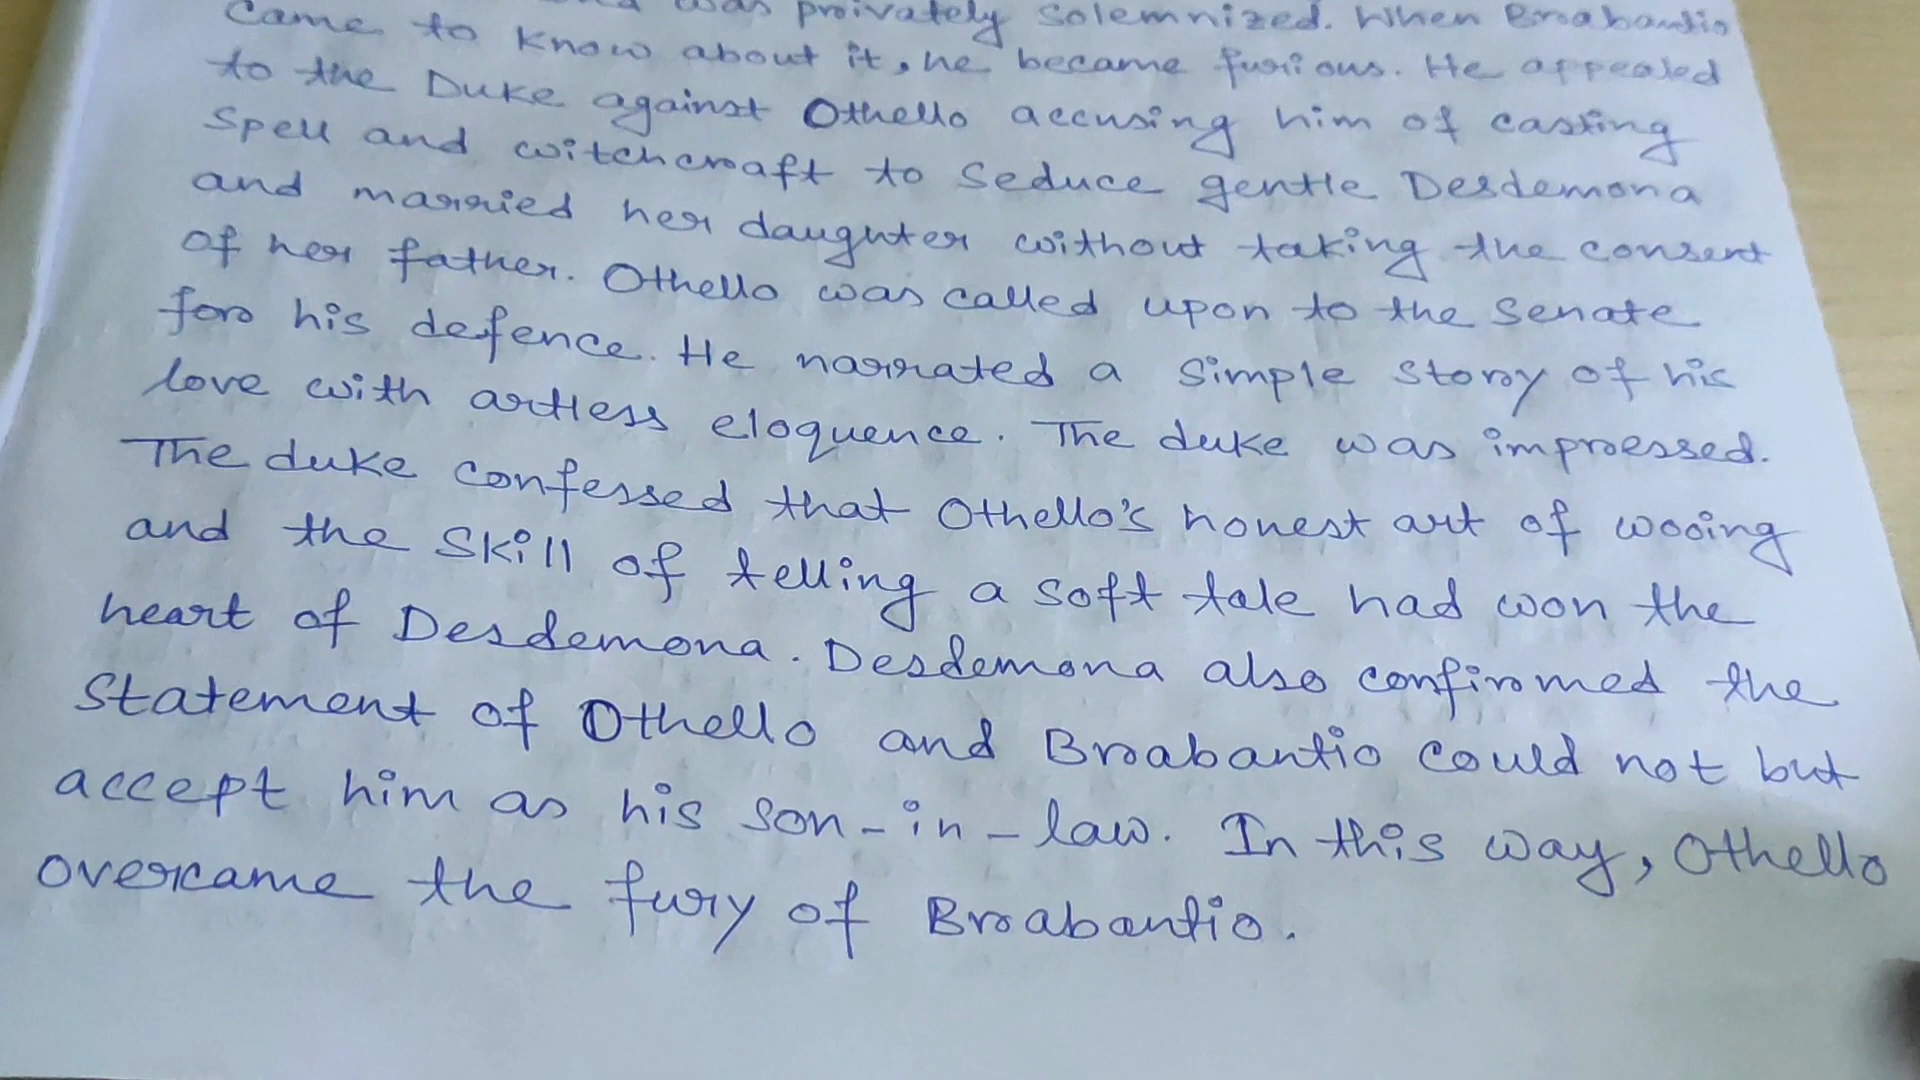 was privately solemnized. When Brabantio
came to know about it, he became furious. He appealed
to the Duke against Othello accusing him of casting
spell and witchcraft to seduce gentle Desdemona
and married her daughter without taking the consent
of her father. Othello was called upon to the Senate
for his defence. He narrated a simple story of his
love with artless eloquence. The duke was impressed.
The duke confessed that Othello's honest art of wooing
and the skill of telling a soft tale had won the
heart of Desdemona. Desdemona also confirmed the
statement of Othello and Brabantio could not but
accept him as his son-in-law. In this way, Othello
overcame the fury of Brabantio.